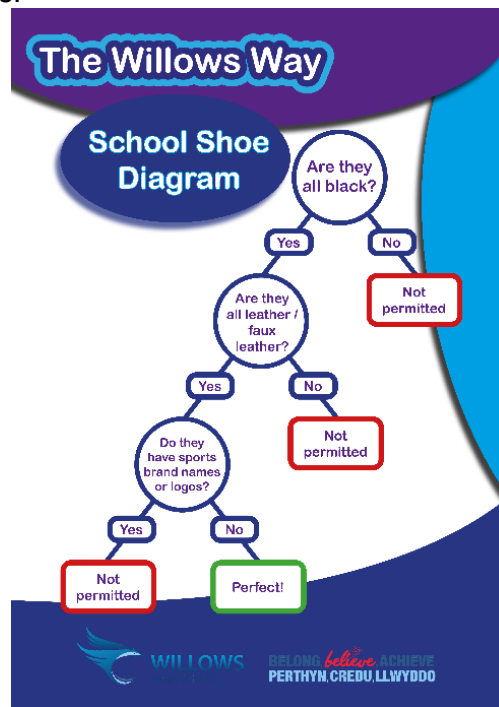 The Willows Way
School Shoe
Diagram
Are they
all black?
Yes
No
Not
permitted
Are they
all leather /
faux
leather?
Yes
No
Not
permitted
Do they
have sports
brand names
or logos?
Yes
No
Not
permitted
Perfect!
WILLOWS
BELONG, believe, ACHIEVE
PERTHYN, CREDU, LLWYDDO